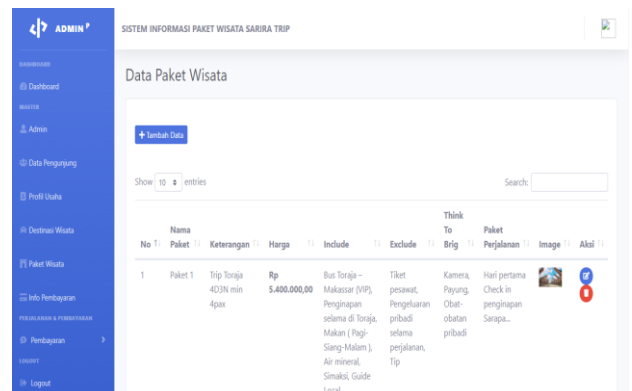 ADMIN P
SISTEM INFORMASI PAKET WISATA SARIRA TRIP
DASHBOARD
Dashboard
MASTER
Admin
Data Pengunjung
Profil Usaha
Destinasi Wisata
Paket Wisata
Info Pembayaran
PERJALANAN & PEMBAYARAN
Pembayaran
LOGOUT
Logout
Data Paket Wisata
+ Tambah Data
Show 10 entries
Search:
No
Nama
Paket
Keterangan
Harga
Include
Exclude
Think
To
Brig
Paket
Perjalanan
Image
Aksi
1
Paket 1
Trip Toraja
4D3N min
4pax
Rp
5.400.000,00
Bus Toraja –
Makassar (VIP),
Penginapan
selama di Toraja,
Makan ( Pagi-
Siang-Malam ),
Air mineral,
Simaksi, Guide
Local
Tiket
pesawat,
Pengeluaran
pribadi
selama
perjalanan,
Tip
Kamera,
Payung,
Obat-
obatan
pribadi
Hari pertama
Check in
penginapan
Sarapa...